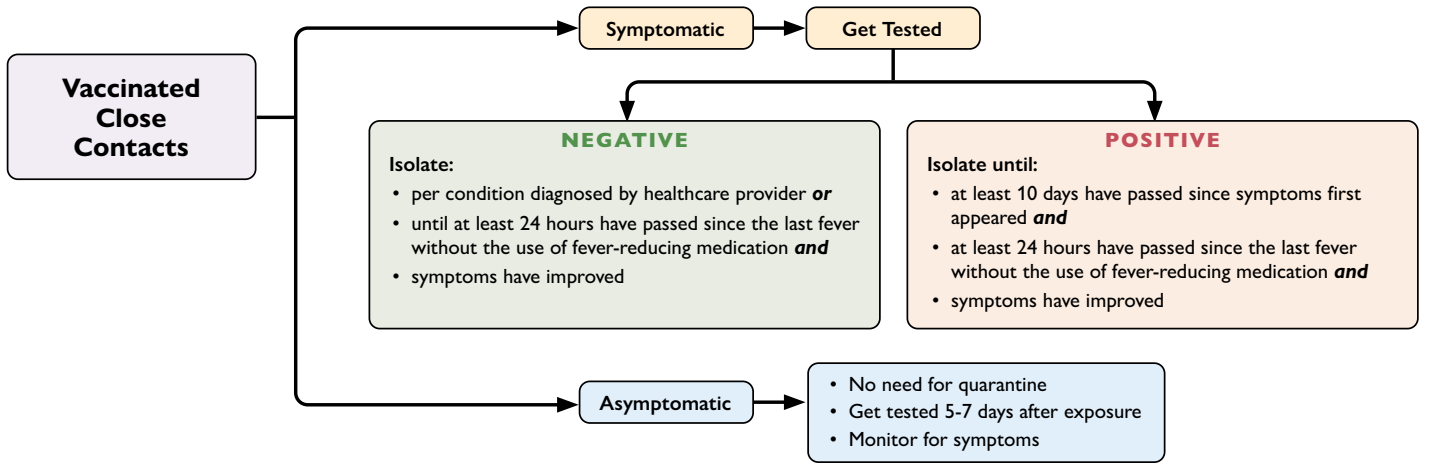 Vaccinated
Close
Contacts
Symptomatic
Get Tested
NEGATIVE
Isolate:
• per condition diagnosed by healthcare provider or
• until at least 24 hours have passed since the last fever
without the use of fever-reducing medication and
• symptoms have improved
POSITIVE
Isolate until:
• at least 10 days have passed since symptoms first
appeared and
• at least 24 hours have passed since the last fever
without the use of fever-reducing medication and
• symptoms have improved
Asymptomatic
• No need for quarantine
• Get tested 5-7 days after exposure
• Monitor for symptoms